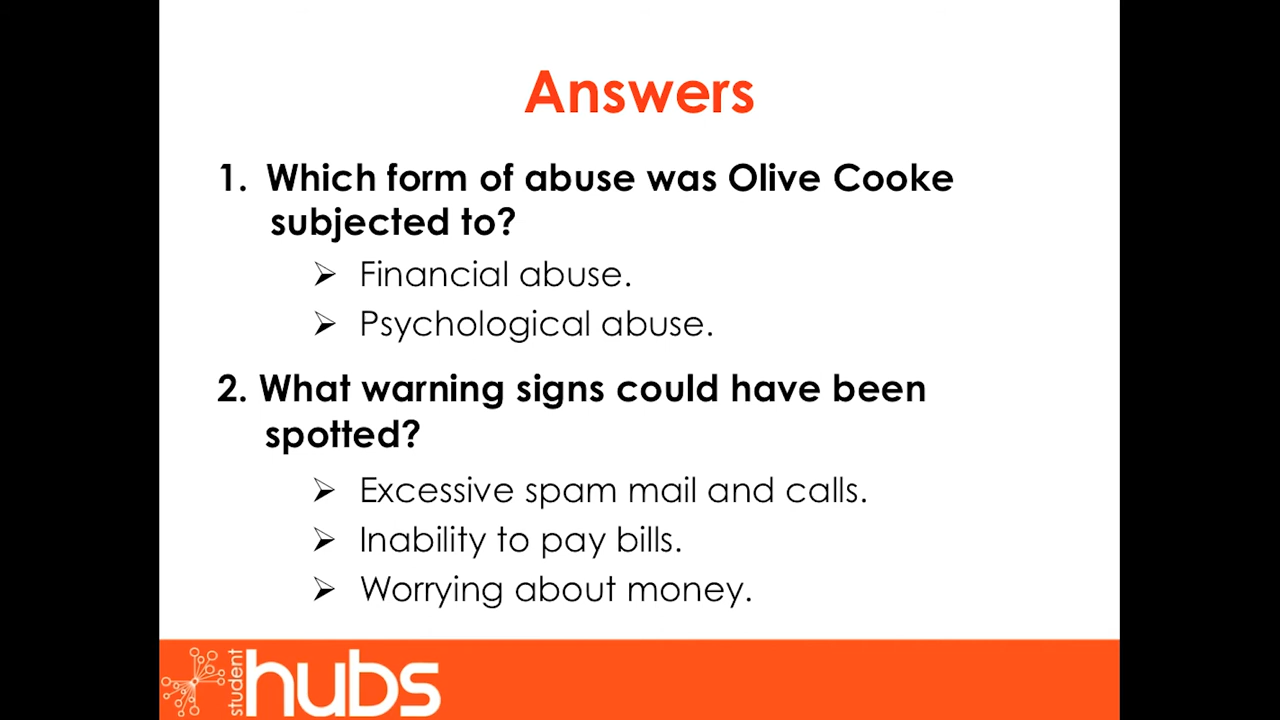 Answers
1. Which form of abuse was Olive Cooke
subjected to?
➢ Financial abuse.
➢ Psychological abuse.
2. What warning signs could have been
spotted?
➢ Excessive spam mail and calls.
➢ Inability to pay bills.
➢ Worrying about money.
student hubs